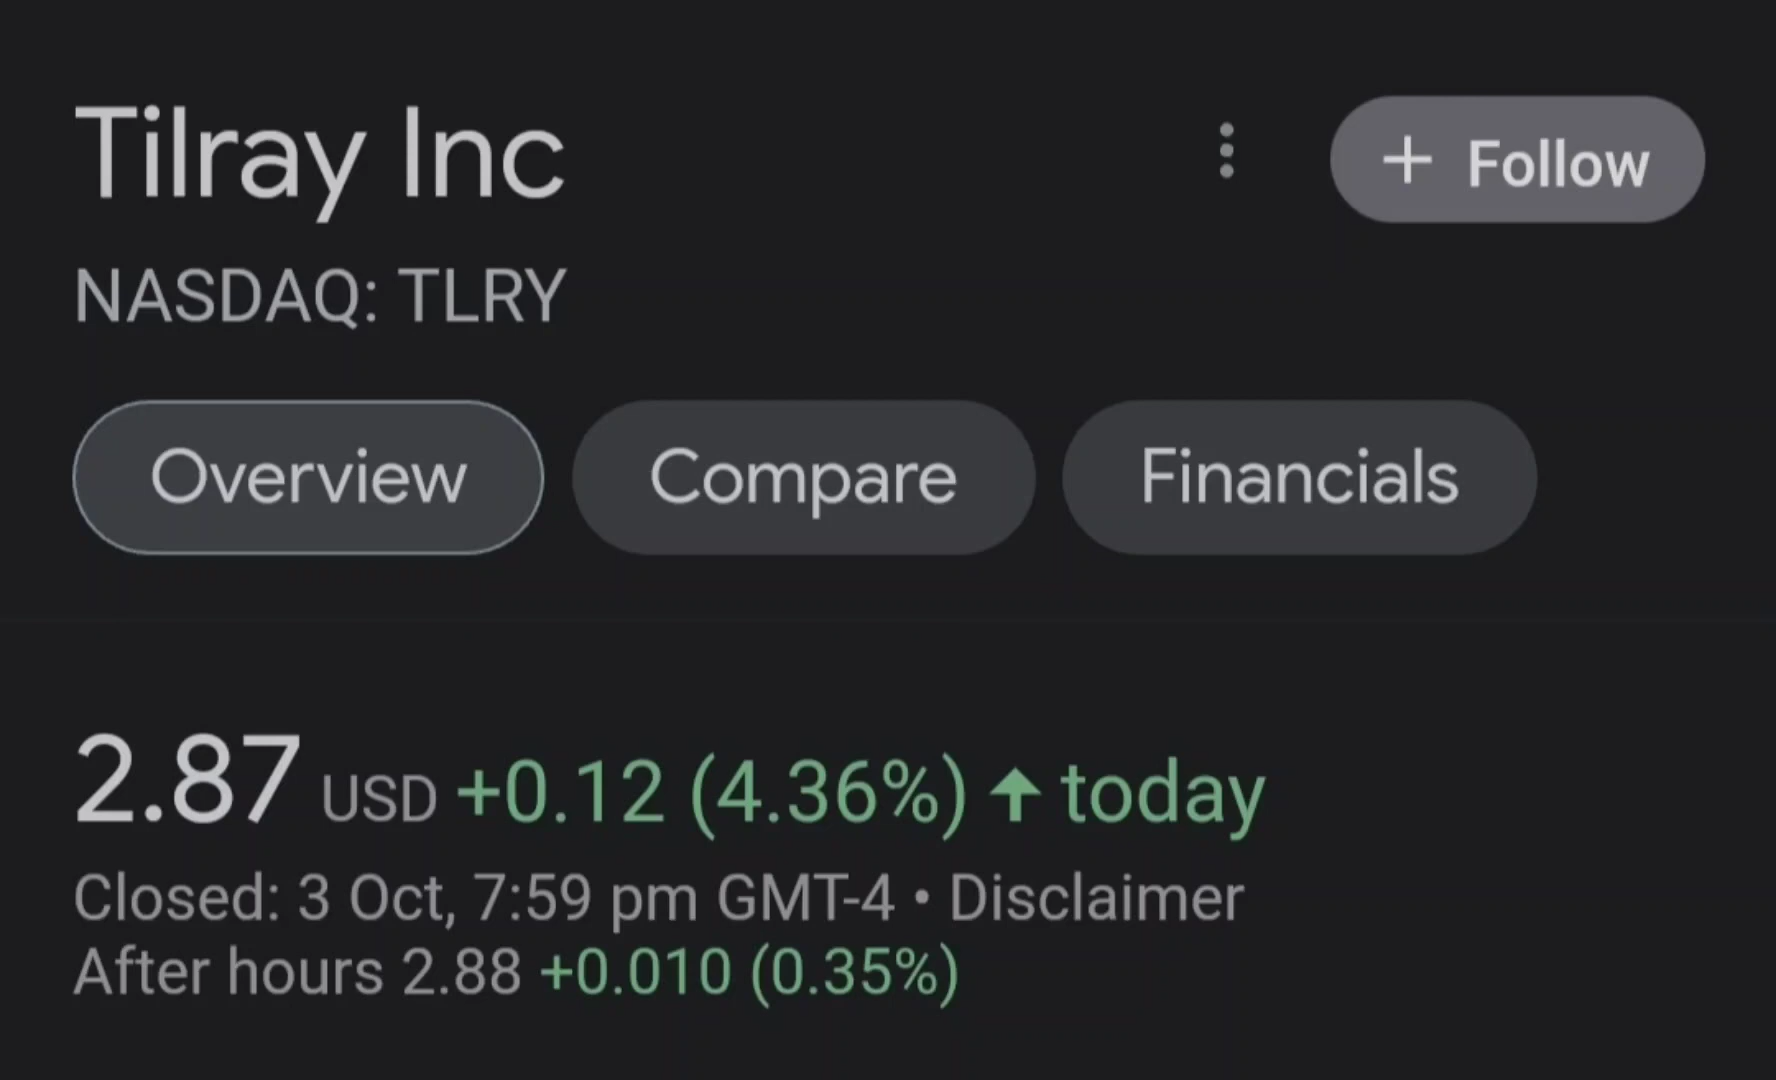 Tilray Inc
+ Follow
NASDAQ: TLRY
Overview
Compare
Financials
2.87 USD +0.12 (4.36%) ↑ today
Closed: 3 Oct, 7:59 pm GMT-4 • Disclaimer
After hours 2.88 +0.010 (0.35%)